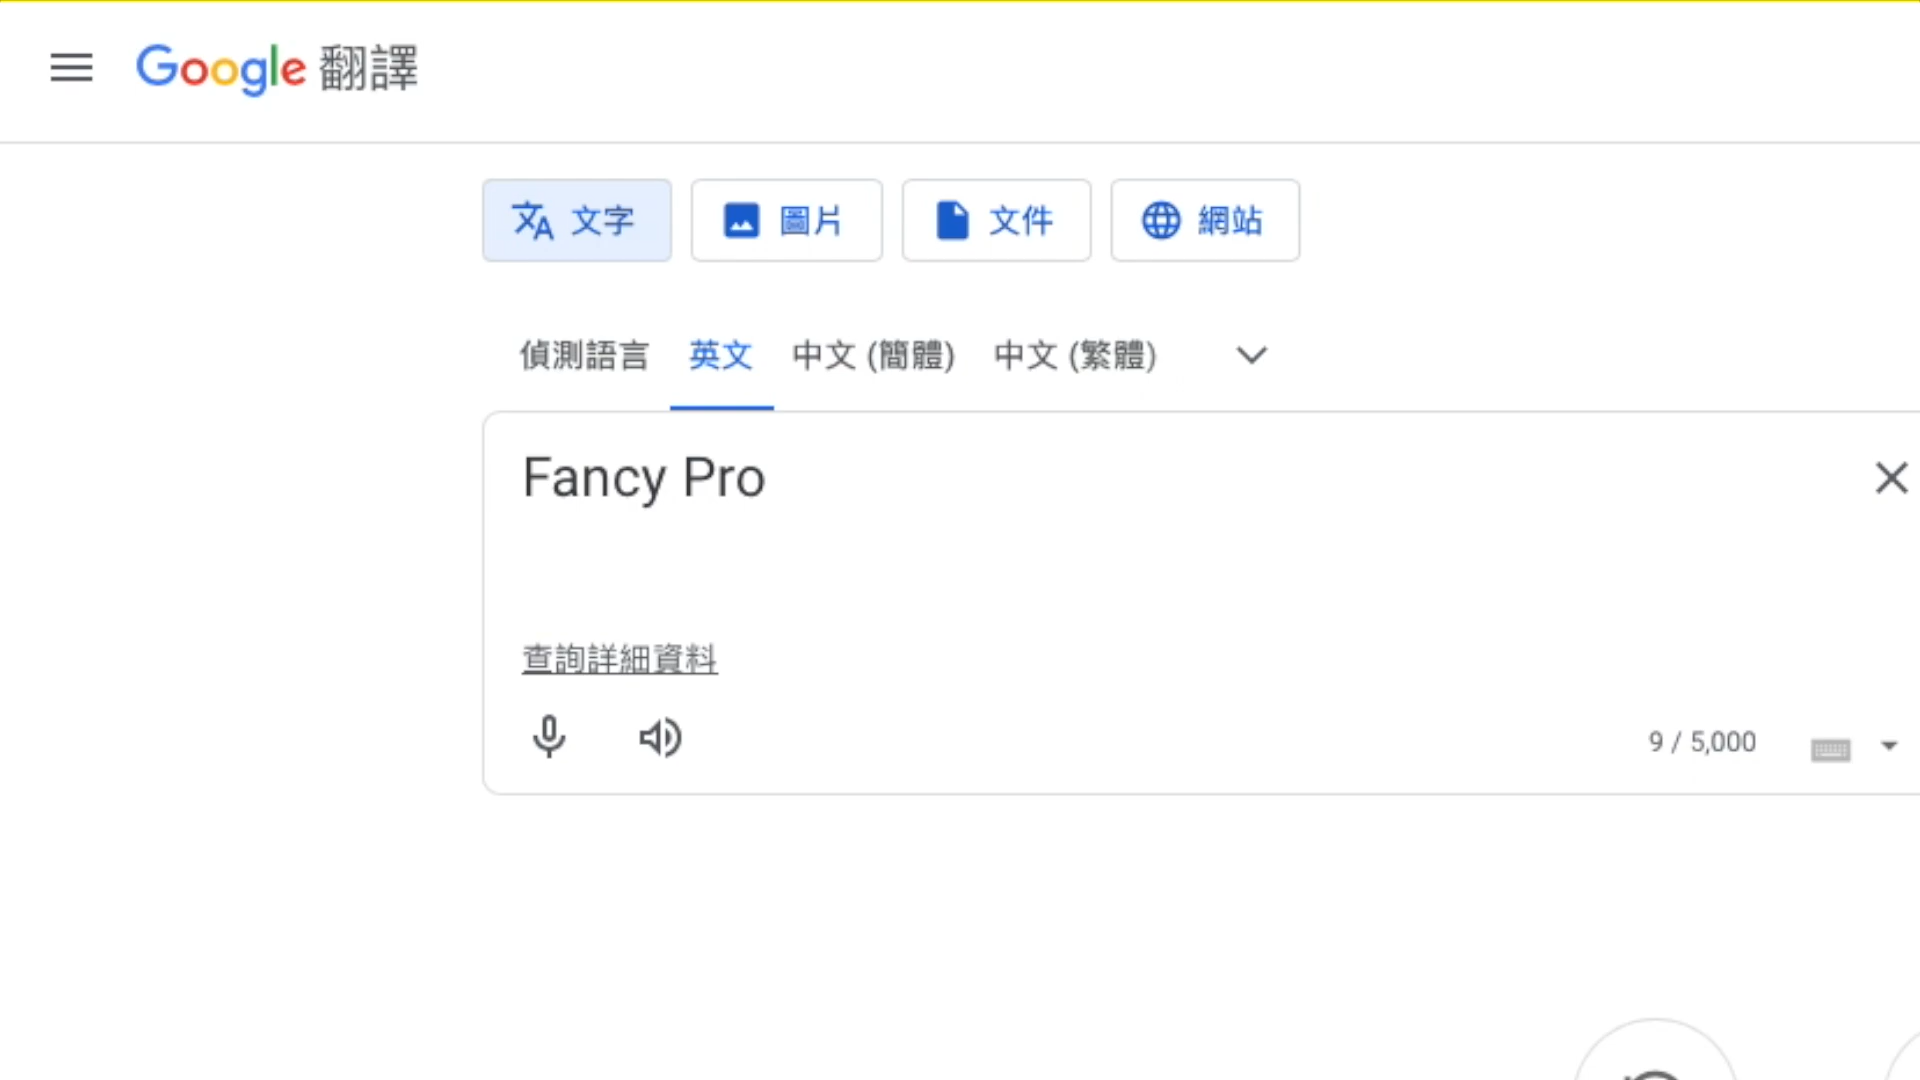 Google 翻譯
文字 圖片 文件 網站
偵測語言 英文 中文 (簡體) 中文 (繁體)
Fancy Pro
查詢詳細資料
9 / 5,000